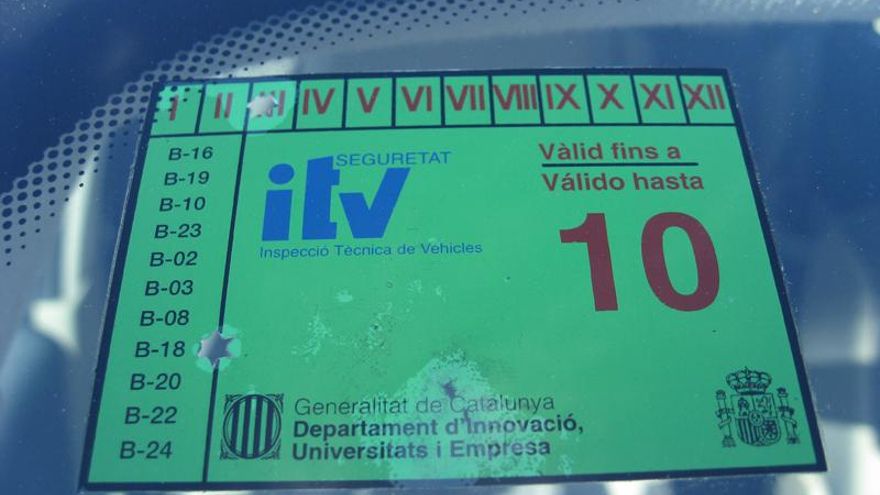 I II III IV V VI VII VIII IX X XI XII
B-16
B-19
B-10
B-23
B-02
B-03
B-08
B-18
B-20
B-22
B-24
SEGURETAT
itv
Inspecció Tècnica de Vehicles
Vàlid fins a
Válido hasta
10
Generalitat de Catalunya
Departament d'Innovació,
Universitats i Empresa